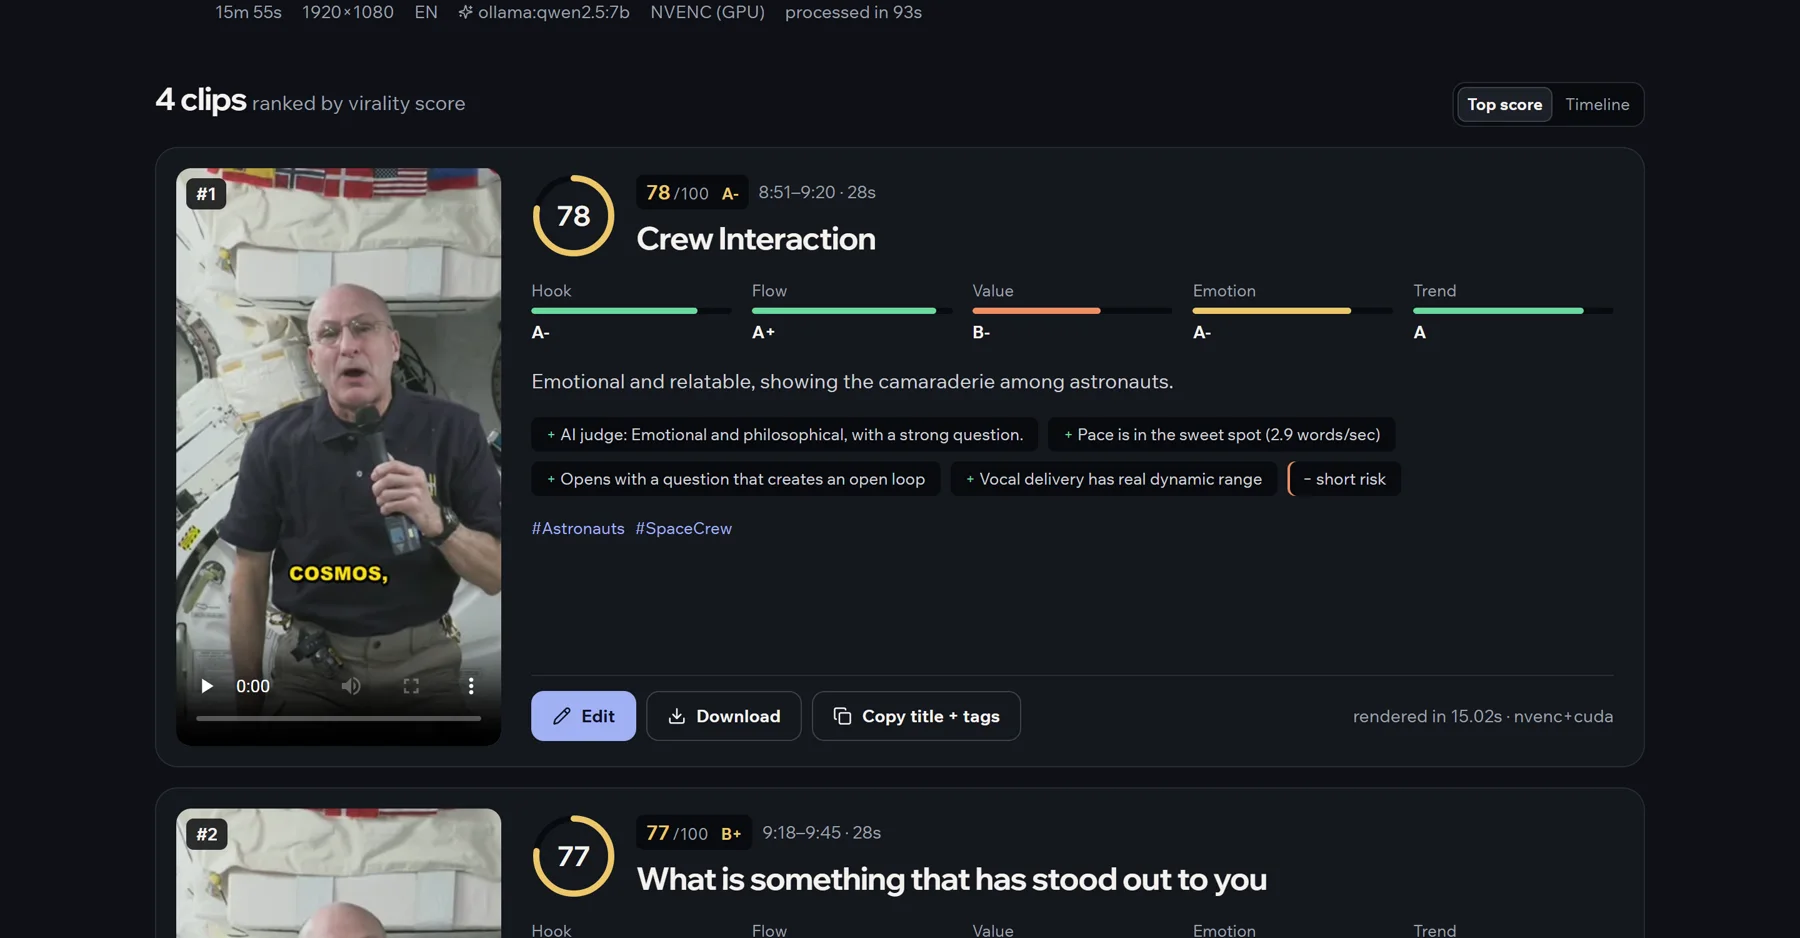 15m 55s 1920×1080 EN ollama:qwen2.5:7b NVENC (GPU) processed in 93s
4 clips ranked by virality score
Top score Timeline
#1
78
78/100 A- 8:51–9:20 · 28s
Crew Interaction
Hook Flow Value Emotion Trend
A- A+ B- A- A
Emotional and relatable, showing the camaraderie among astronauts.
+ AI judge: Emotional and philosophical, with a strong question. + Pace is in the sweet spot (2.9 words/sec)
+ Opens with a question that creates an open loop + Vocal delivery has real dynamic range − short risk
#Astronauts #SpaceCrew
COSMOS,
0:00
Edit Download Copy title + tags rendered in 15.02s · nvenc+cuda
#2
77
77/100 B+ 9:18–9:45 · 28s
What is something that has stood out to you
Hook Flow Value Emotion Trend